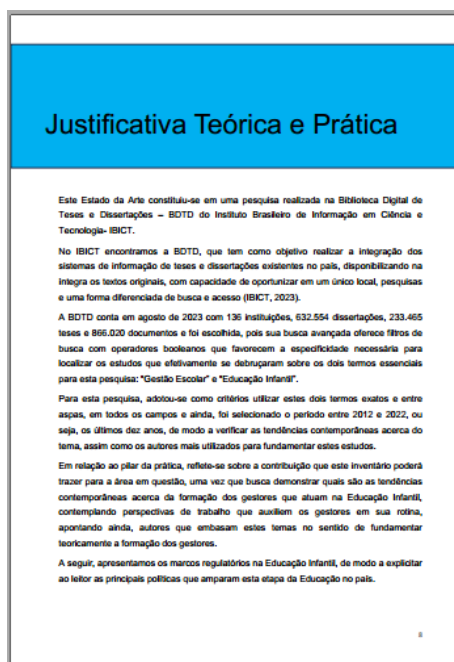 Justificativa Teórica e Prática
Este Estado da Arte constituiu-se em uma pesquisa realizada na Biblioteca Digital de
Teses e Dissertações – BDTD do Instituto Brasileiro de Informação em Ciência e
Tecnologia- IBICT.
No IBICT encontramos a BDTD, que tem como objetivo realizar a integração dos
sistemas de informação de teses e dissertações existentes no país, disponibilizando na
íntegra os textos originais, com capacidade de oportunizar em um único local, pesquisas
e uma forma diferenciada de busca e acesso (IBICT, 2023).
A BDTD conta em agosto de 2023 com 136 instituições, 632.554 dissertações, 233.465
teses e 866.020 documentos e foi escolhida, pois sua busca avançada oferece filtros de
busca com operadores booleanos que favorecem a especificidade necessária para
localizar os estudos que efetivamente se debruçaram sobre os dois termos essenciais
para esta pesquisa: "Gestão Escolar" e "Educação Infantil".
Para esta pesquisa, adotou-se como critérios utilizar estes dois termos exatos e entre
aspas, em todos os campos e ainda, foi selecionado o período entre 2012 e 2022, ou
seja, os últimos dez anos, de modo a verificar as tendências contemporâneas acerca do
tema, assim como os autores mais utilizados para fundamentar estes estudos.
Em relação ao pilar da prática, reflete-se sobre a contribuição que este inventário poderá
trazer para a área em questão, uma vez que busca demonstrar quais são as tendências
contemporâneas acerca da formação dos gestores que atuam na Educação Infantil,
contemplando perspectivas de trabalho que auxiliem os gestores em sua rotina,
apontando ainda, autores que embasam estes temas no sentido de fundamentar
teoricamente a formação dos gestores.
A seguir, apresentamos os marcos regulatórios na Educação Infantil, de modo a explicitar
ao leitor as principais políticas que amparam esta etapa da Educação no país.
8